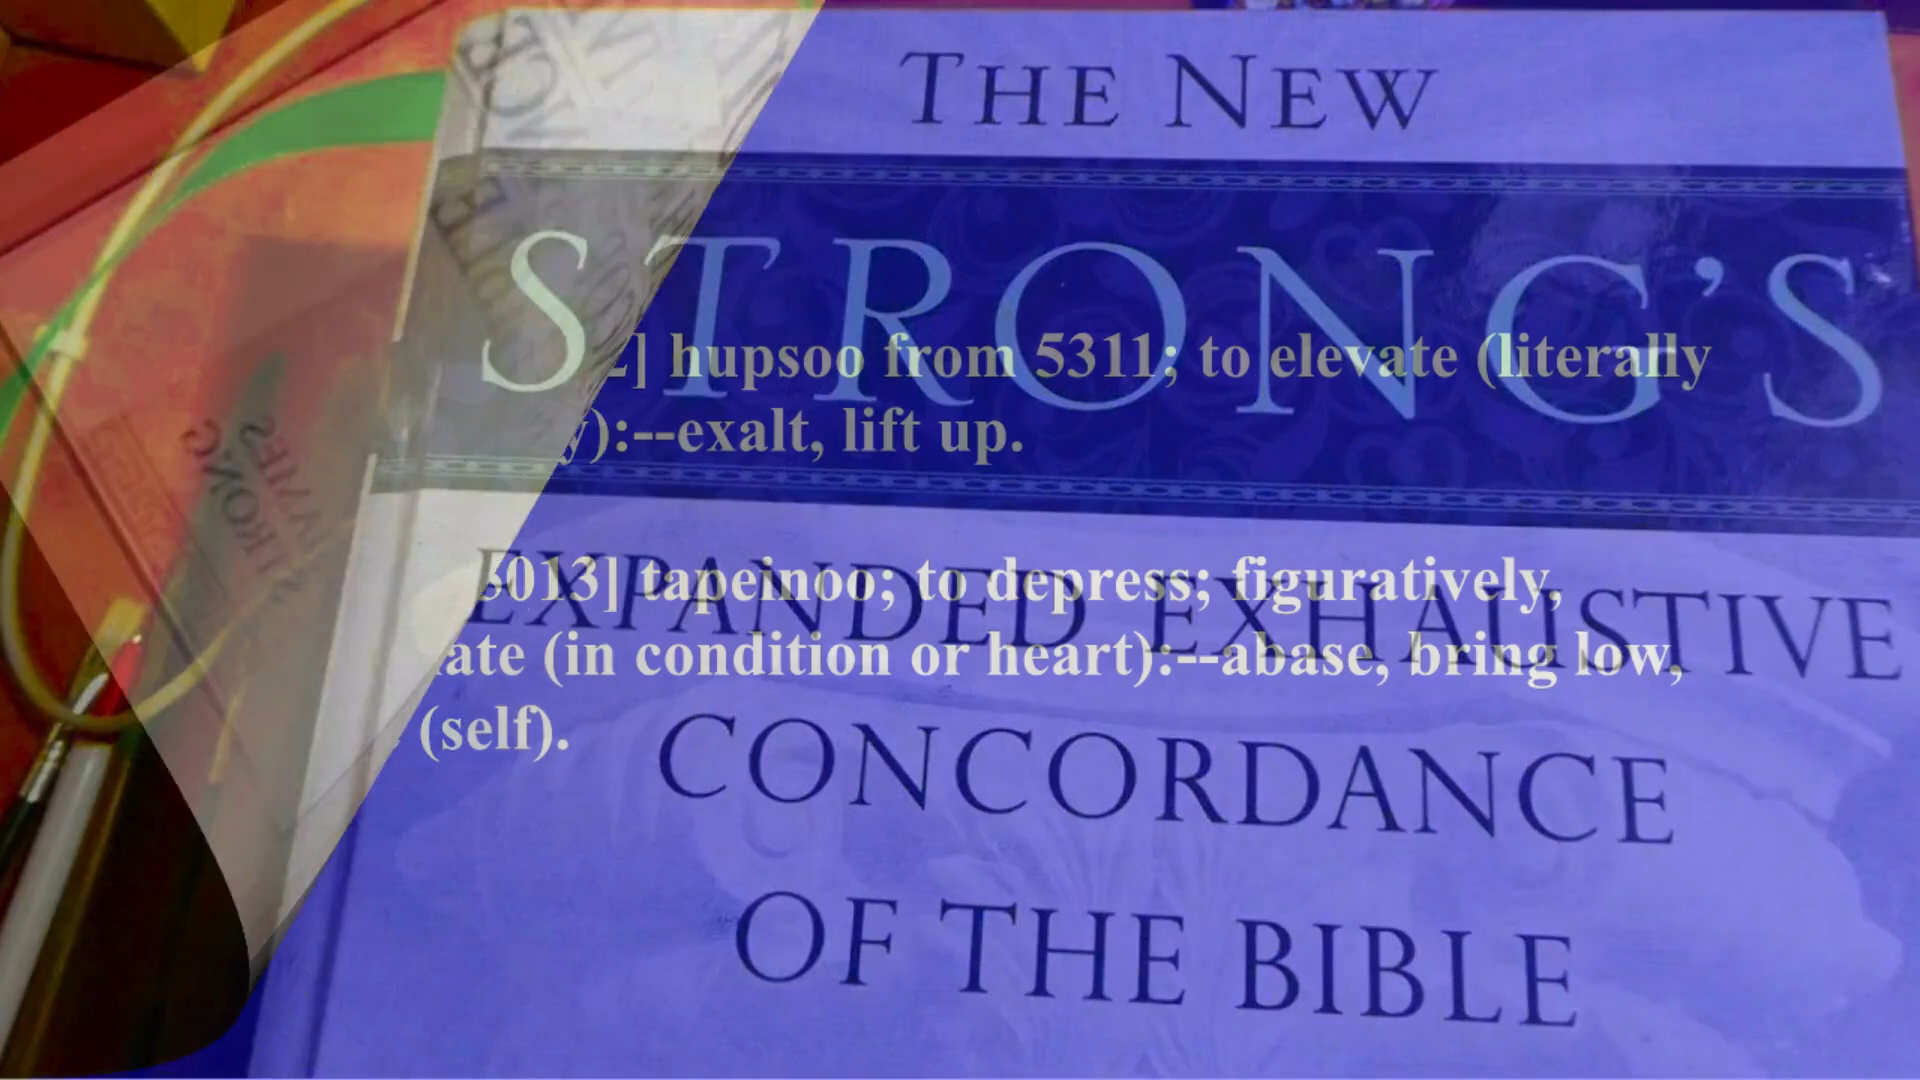 THE NEW
STRONG'S
] hupsoo from 5311; to elevate (literally
):--exalt, lift up.
5013] tapeinoo; to depress; figuratively,
(in condition or heart):--abase, bring low,
(self).
EXPANDED EXHAUSTIVE
CONCORDANCE
OF THE BIBLE